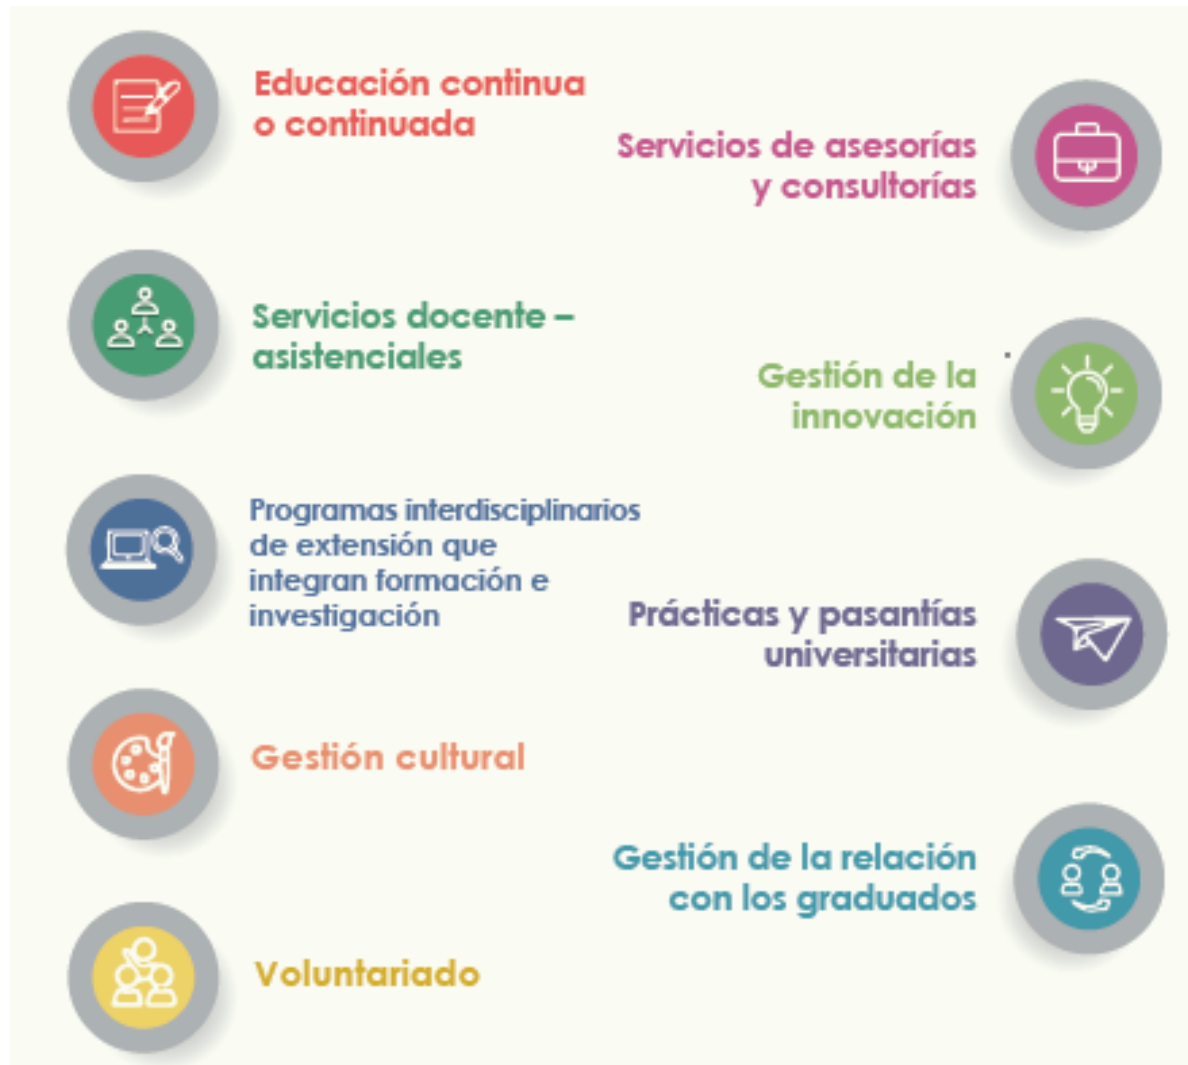 Educación continua
o continuada
Servicios de asesorías
y consultorías
Servicios docente –
asistenciales
Gestión de la
innovación
Programas interdisciplinarios
de extensión que
integran formación e
investigación
Prácticas y pasantías
universitarias
Gestión cultural
Gestión de la relación
con los graduados
Voluntariado